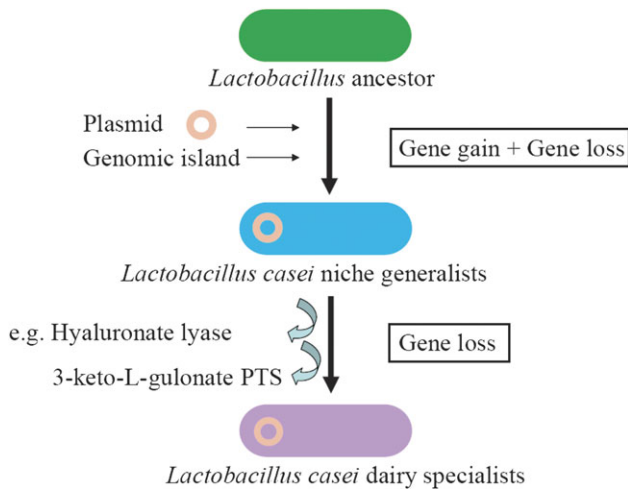 Lactobacillus ancestor
Plasmid
Genomic island
Gene gain + Gene loss
Lactobacillus casei niche generalists
e.g. Hyaluronate lyase
Gene loss
3-keto-L-gulonate PTS
Lactobacillus casei dairy specialists